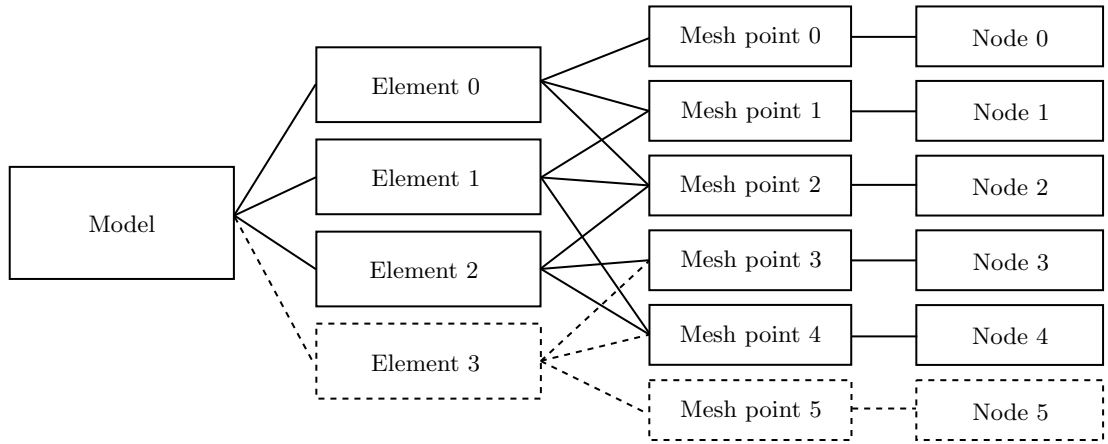 Model
Element 0
Element 1
Element 2
Element 3
Mesh point 0
Mesh point 1
Mesh point 2
Mesh point 3
Mesh point 4
Mesh point 5
Node 0
Node 1
Node 2
Node 3
Node 4
Node 5